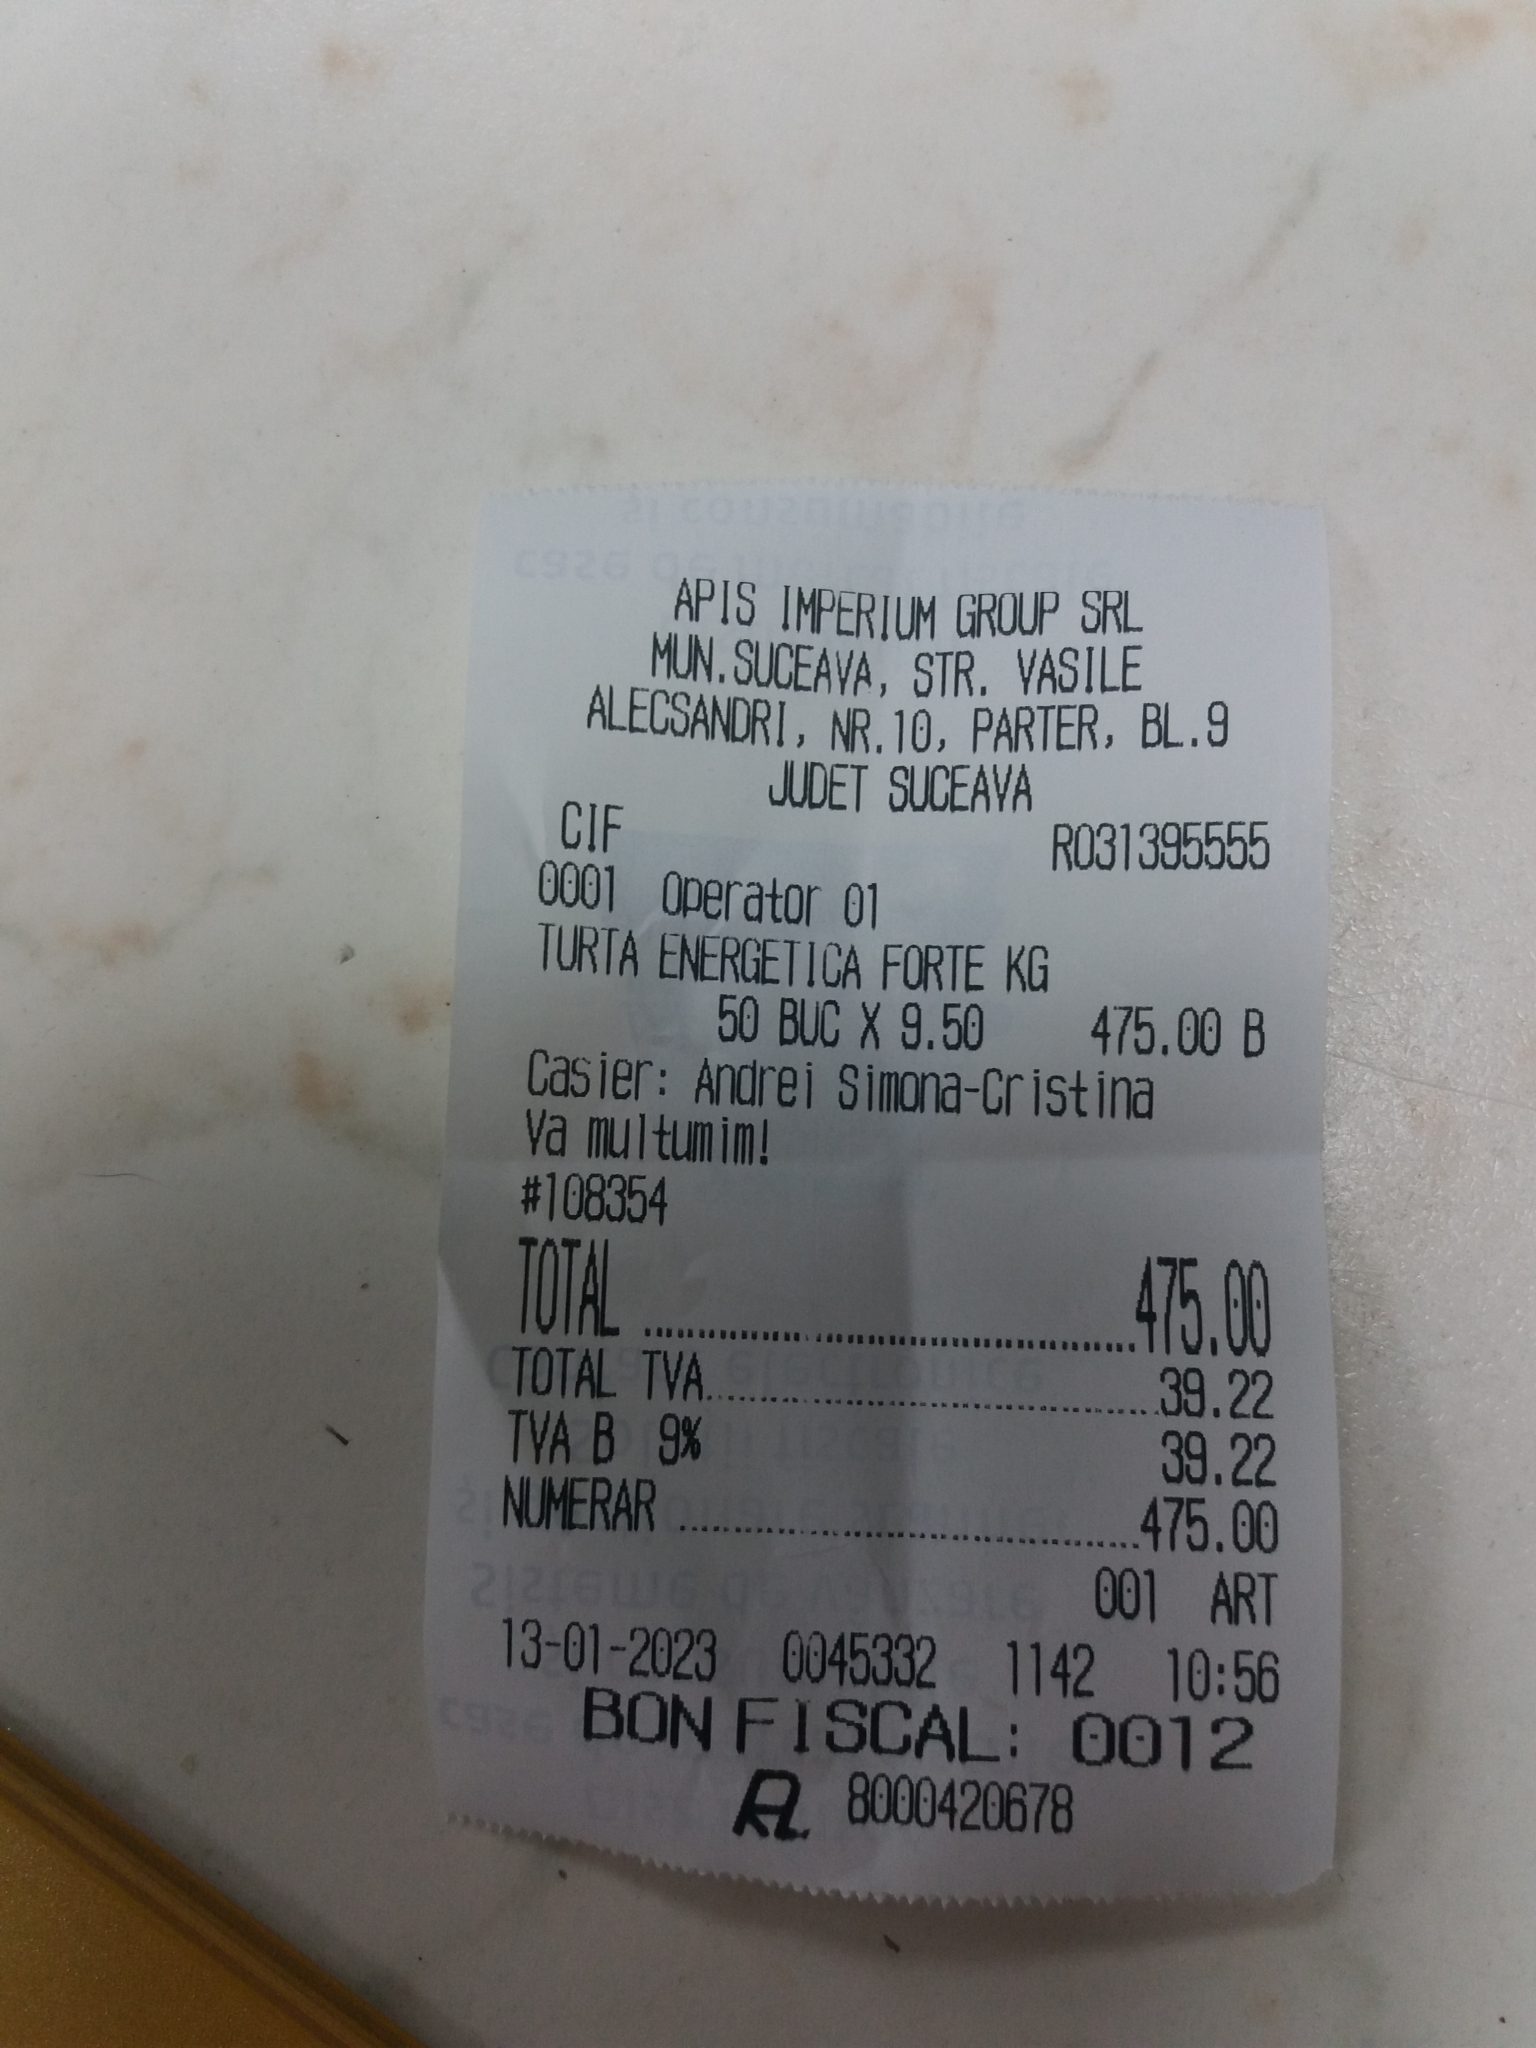 APIS IMPERIUM GROUP SRL
MUN.SUCEAVA, STR. VASILE
ALECSANDRI, NR.10, PARTER, BL.9
JUDET SUCEAVA
CIF RO31395555
0001 Operator 01
TURTA ENERGETICA FORTE KG
50 BUC X 9.50 475.00 B
Casier: Andrei Simona-Cristina
Va multumim!
#108354
TOTAL ........................................475.00
TOTAL TVA........................................39.22
TVA B 9% 39.22
NUMERAR ........................................475.00
001 ART
13-01-2023 0045332 1142 10:56
BON FISCAL: 0012
8000420678